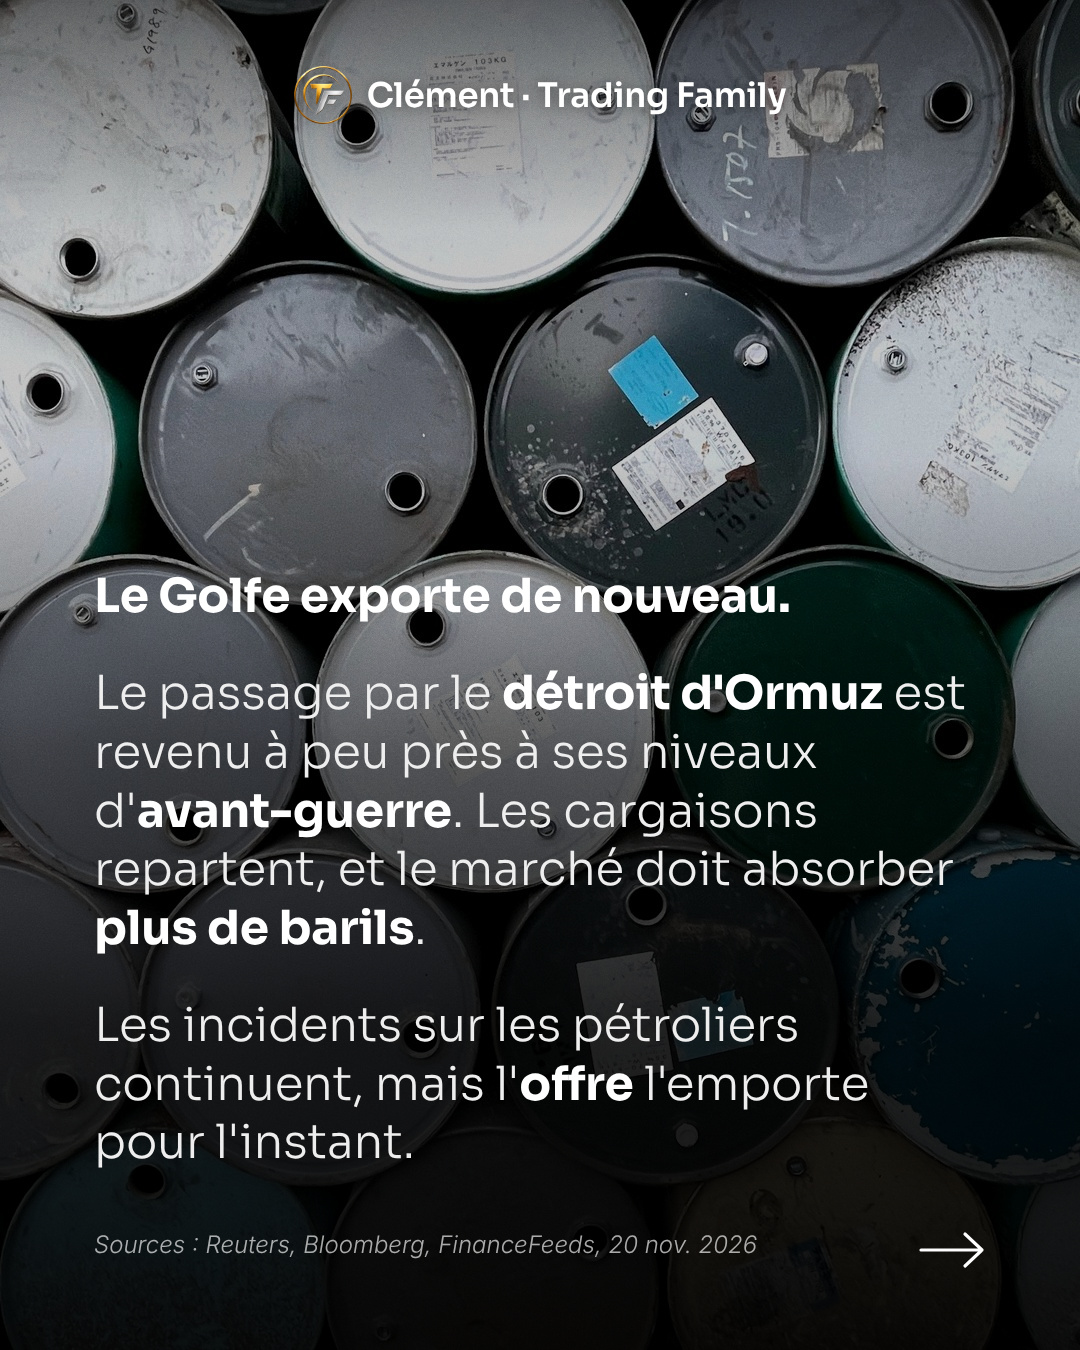 Clément · Trading Family
Le Golfe exporte de nouveau.
Le passage par le détroit d'Ormuz est
revenu à peu près à ses niveaux
d'avant-guerre. Les cargaisons
repartent, et le marché doit absorber
plus de barils.
Les incidents sur les pétroliers
continuent, mais l'offre l'emporte
pour l'instant.
Sources : Reuters, Bloomberg, FinanceFeeds, 20 nov. 2026